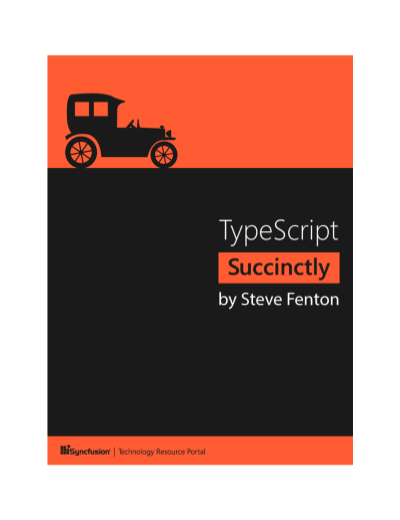 TypeScript
Succinctly
by Steve Fenton
Syncfusion | Technology Resource Portal